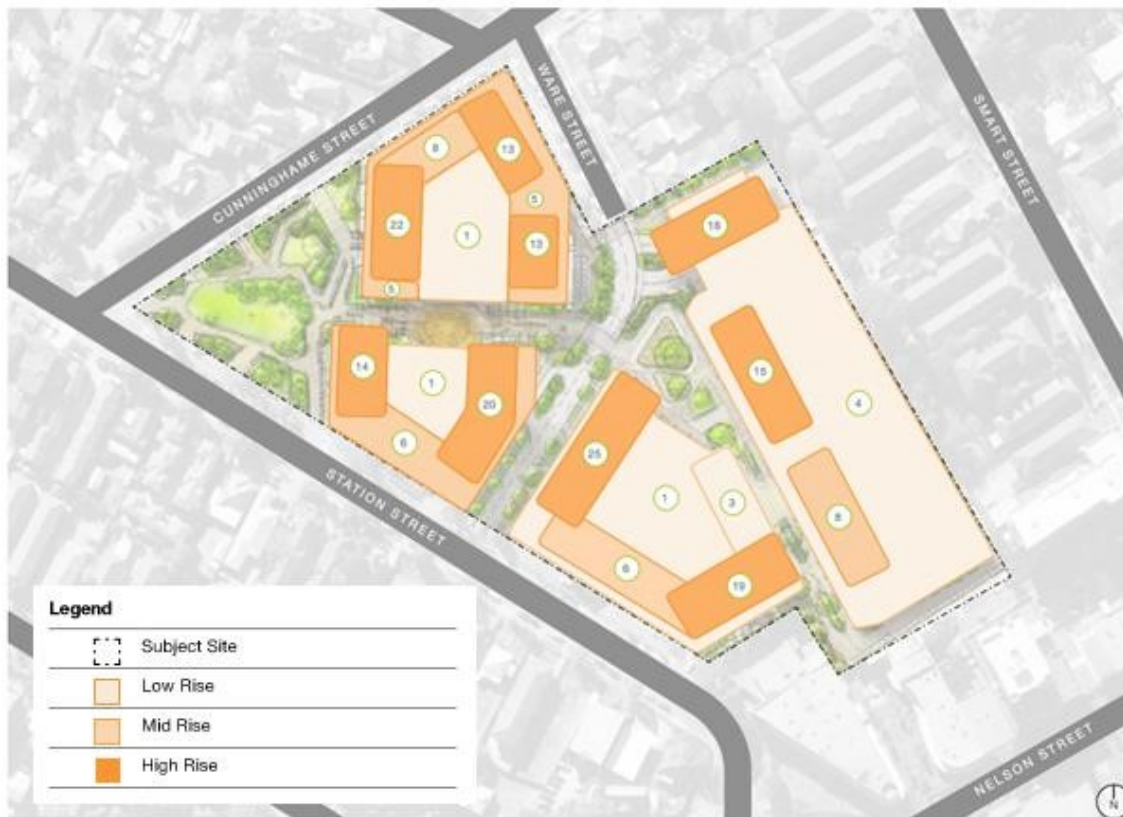 CUNNINGHAME STREET
WARE STREET
SMART STREET
8
13
5
22
1
13
5
18
14
1
20
6
15
4
25
1
3
8
6
19
STATION STREET
NELSON STREET
Legend
Subject Site
Low Rise
Mid Rise
High Rise
N